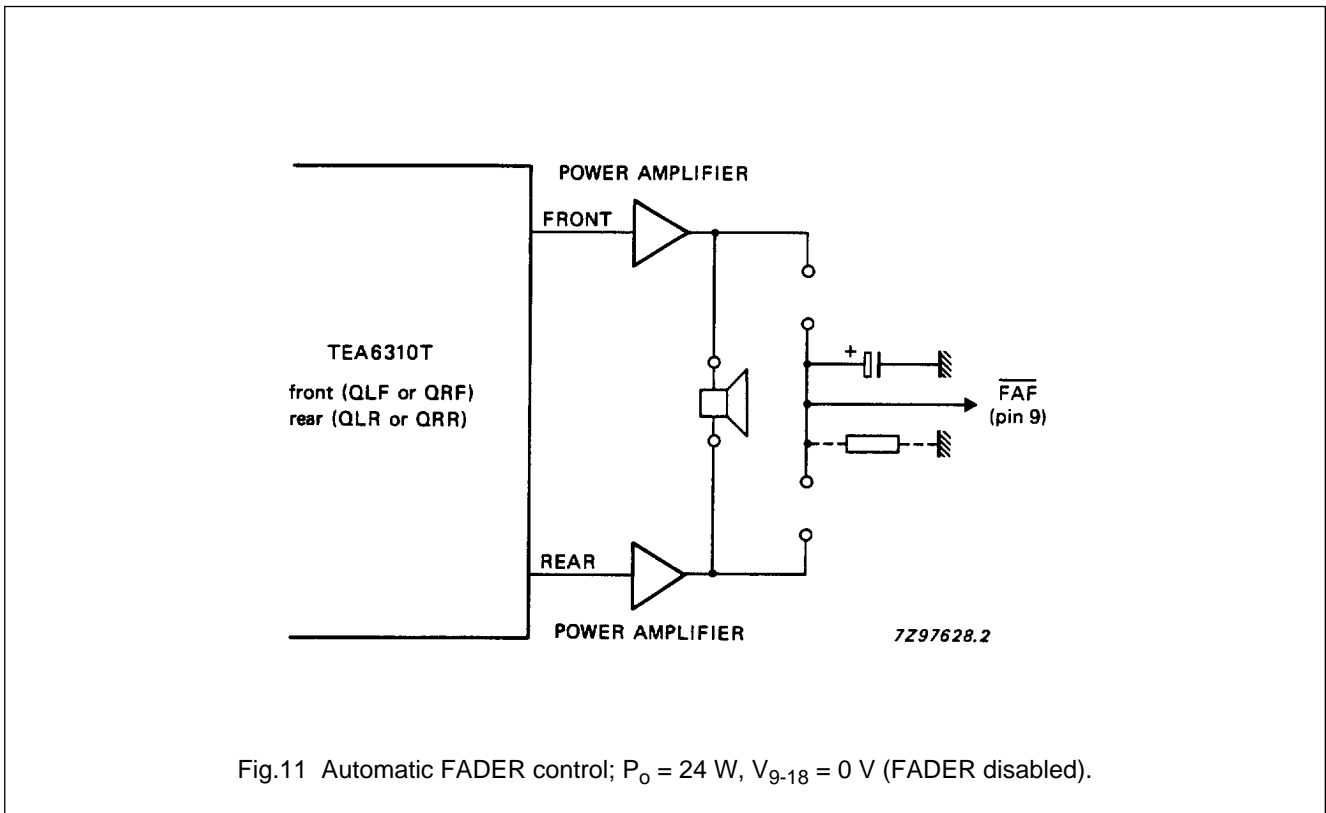 POWER AMPLIFIER
FRONT
TEA6310T
front (QLF or QRF)
rear (QLR or QRR)
+
FAF
(pin 9)
REAR
POWER AMPLIFIER
7Z97628.2
Fig.11 Automatic FADER control; Po = 24 W, V9-18 = 0 V (FADER disabled).